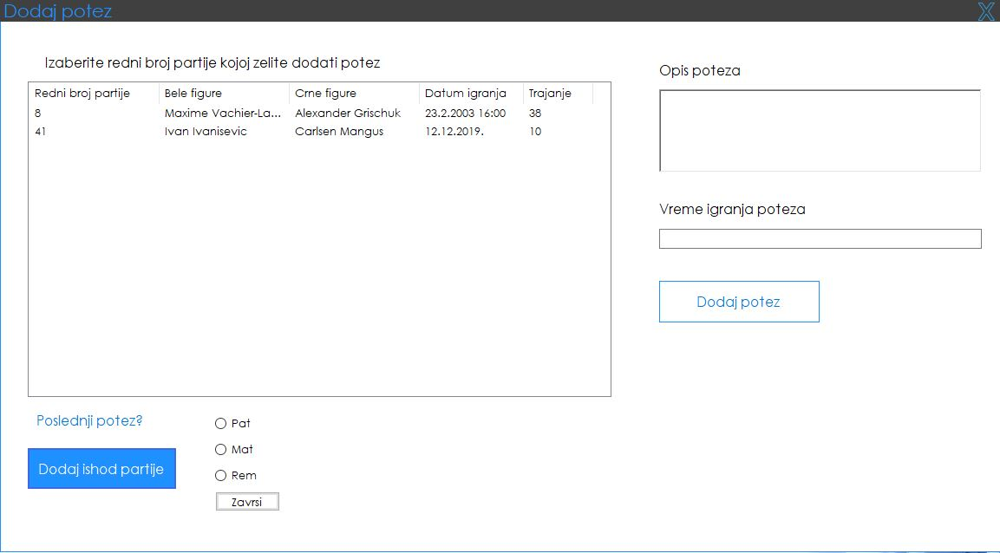 Dodaj potez
X
Izaberite redni broj partije kojoj zelite dodati potez
Redni broj partije Bele figure Crne figure Datum igranja Trajanje
8 Maxime Vachier-La... Alexander Grischuk 23.2.2003 16:00 38
41 Ivan Ivanisevic Carlsen Mangus 12.12.2019. 10
Opis poteza
Vreme igranja poteza
Dodaj potez
Poslednji potez?
Dodaj ishod partije
Pat
Mat
Rem
Zavrsi